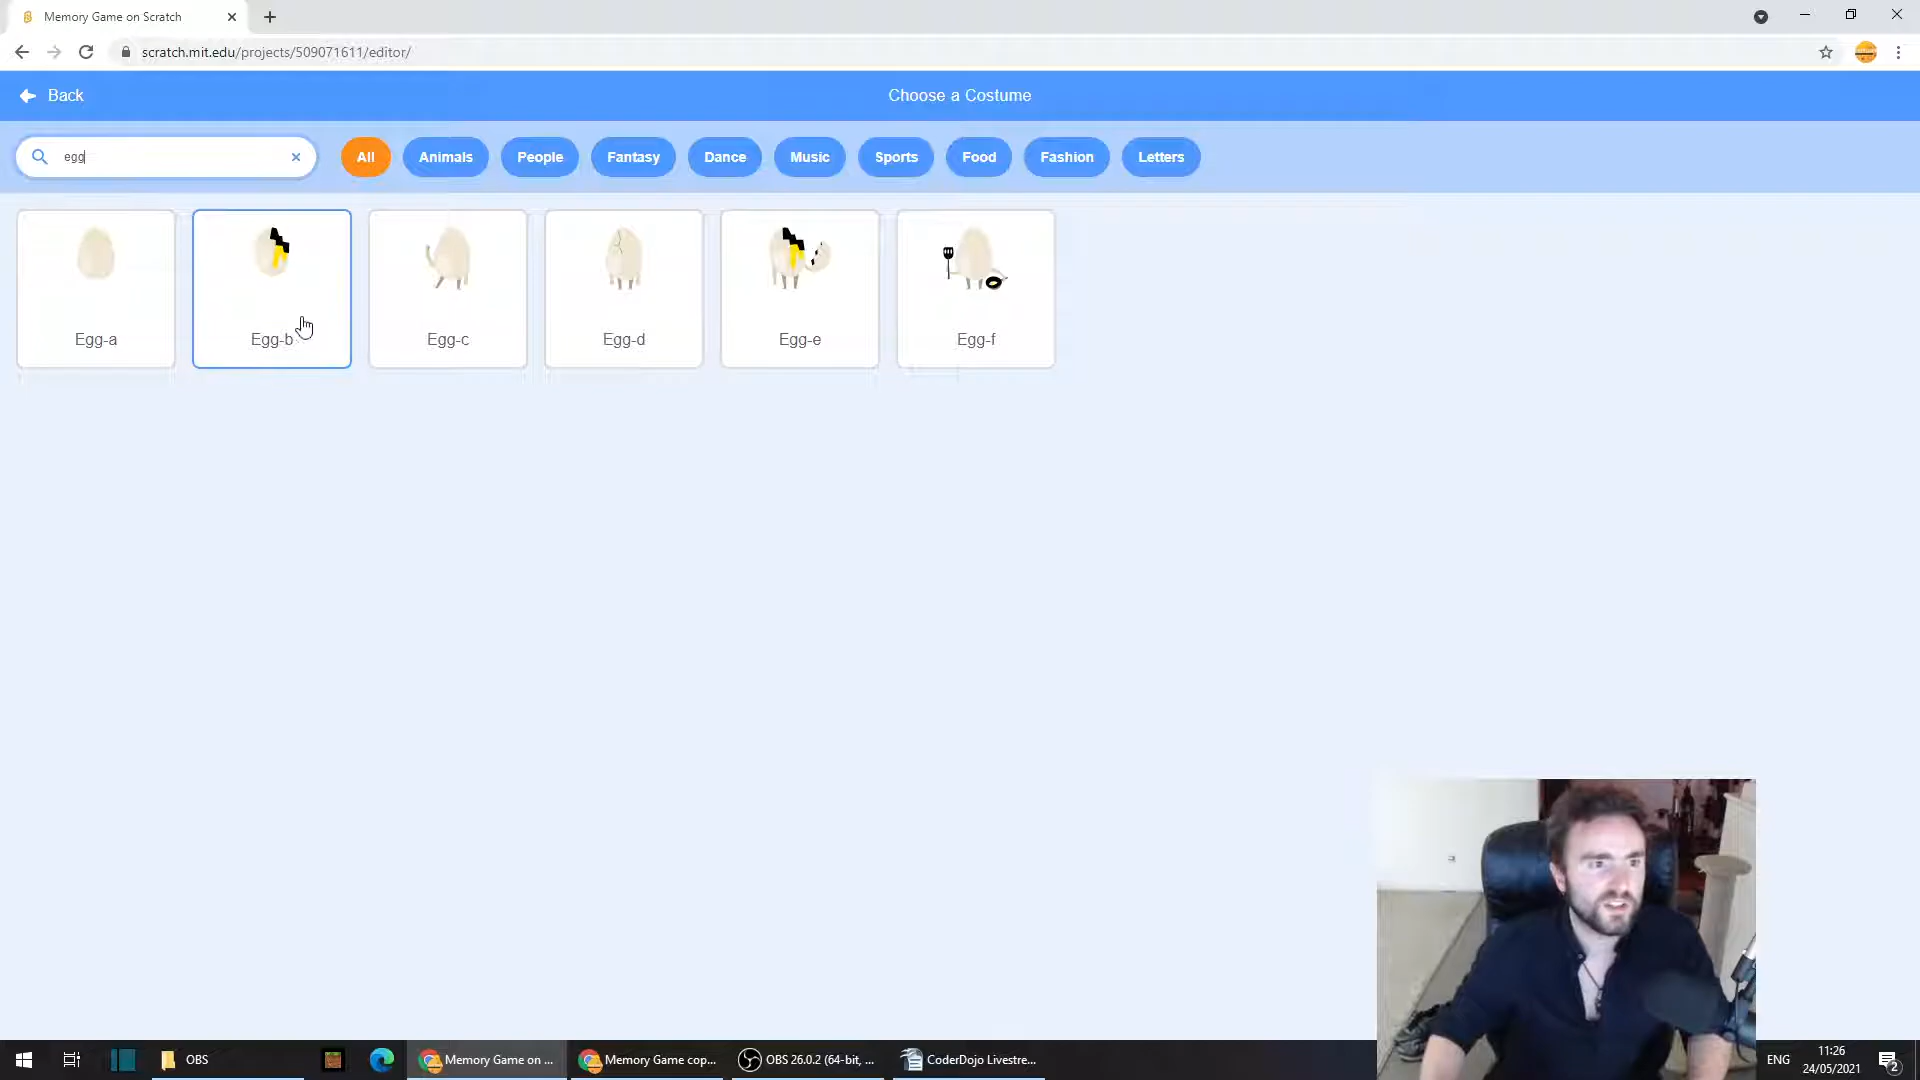 Memory Game on Scratch
scratch.mit.edu/projects/509071611/editor/
Back
Choose a Costume
egg
All
Animals
People
Fantasy
Dance
Music
Sports
Food
Fashion
Letters
Egg-a
Egg-b
Egg-c
Egg-d
Egg-e
Egg-f
OBS
Memory Game on ...
Memory Game cop...
OBS 26.0.2 (64-bit, ...
CoderDojo Livestre...
ENG
11:26
24/05/2021
2